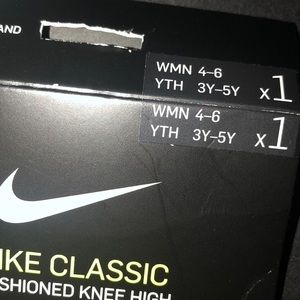 AND
WMN 4–6
YTH 3Y–5Y x1
WMN 4–6
YTH 3Y–5Y x1
IKE CLASSIC
SHIONED KNEE HIGH